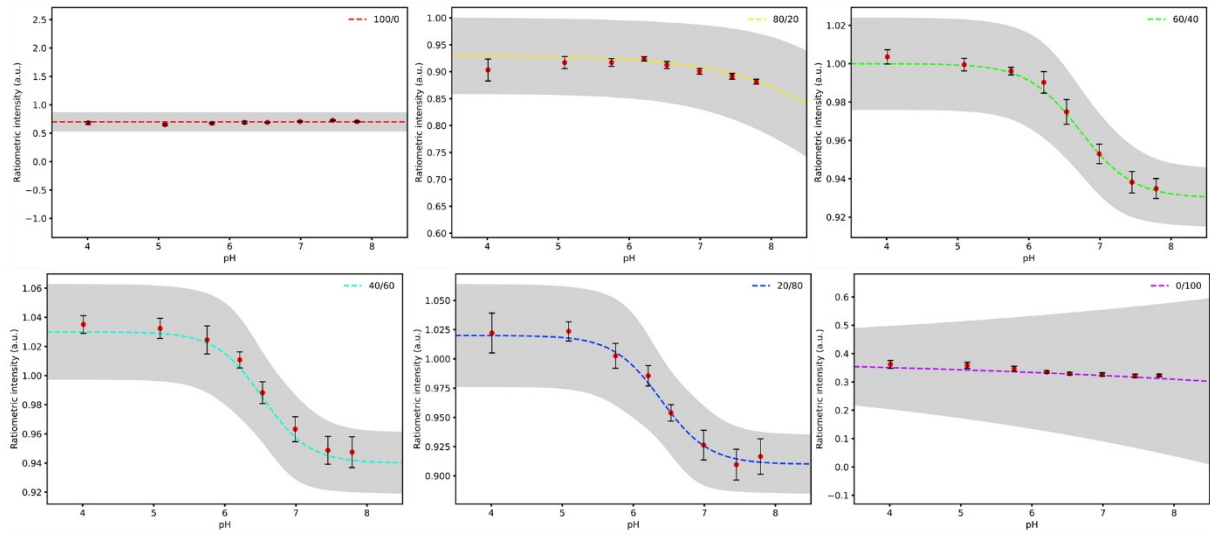 Ratiometric intensity (a.u.)
2.5
2.0
1.5
1.0
0.5
0.0
−0.5
−1.0
100/0
4 5 6 7 8
pH
Ratiometric intensity (a.u.)
1.00
0.95
0.90
0.85
0.80
0.75
0.70
0.65
0.60
80/20
4 5 6 7 8
pH
Ratiometric intensity (a.u.)
1.02
1.00
0.98
0.96
0.94
0.92
60/40
4 5 6 7 8
pH
Ratiometric intensity (a.u.)
1.06
1.04
1.02
1.00
0.98
0.96
0.94
0.92
40/60
4 5 6 7 8
pH
Ratiometric intensity (a.u.)
1.050
1.025
1.000
0.975
0.950
0.925
0.900
20/80
4 5 6 7 8
pH
Ratiometric intensity (a.u.)
0.6
0.5
0.4
0.3
0.2
0.1
0.0
−0.1
0/100
4 5 6 7 8
pH